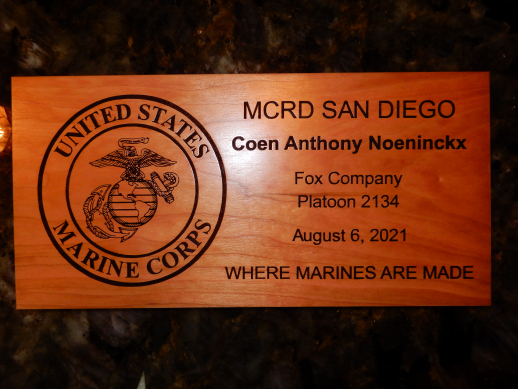 UNITED STATES
MARINE CORPS
MCRD SAN DIEGO
Coen Anthony Noeninckx
Fox Company
Platoon 2134
August 6, 2021
WHERE MARINES ARE MADE